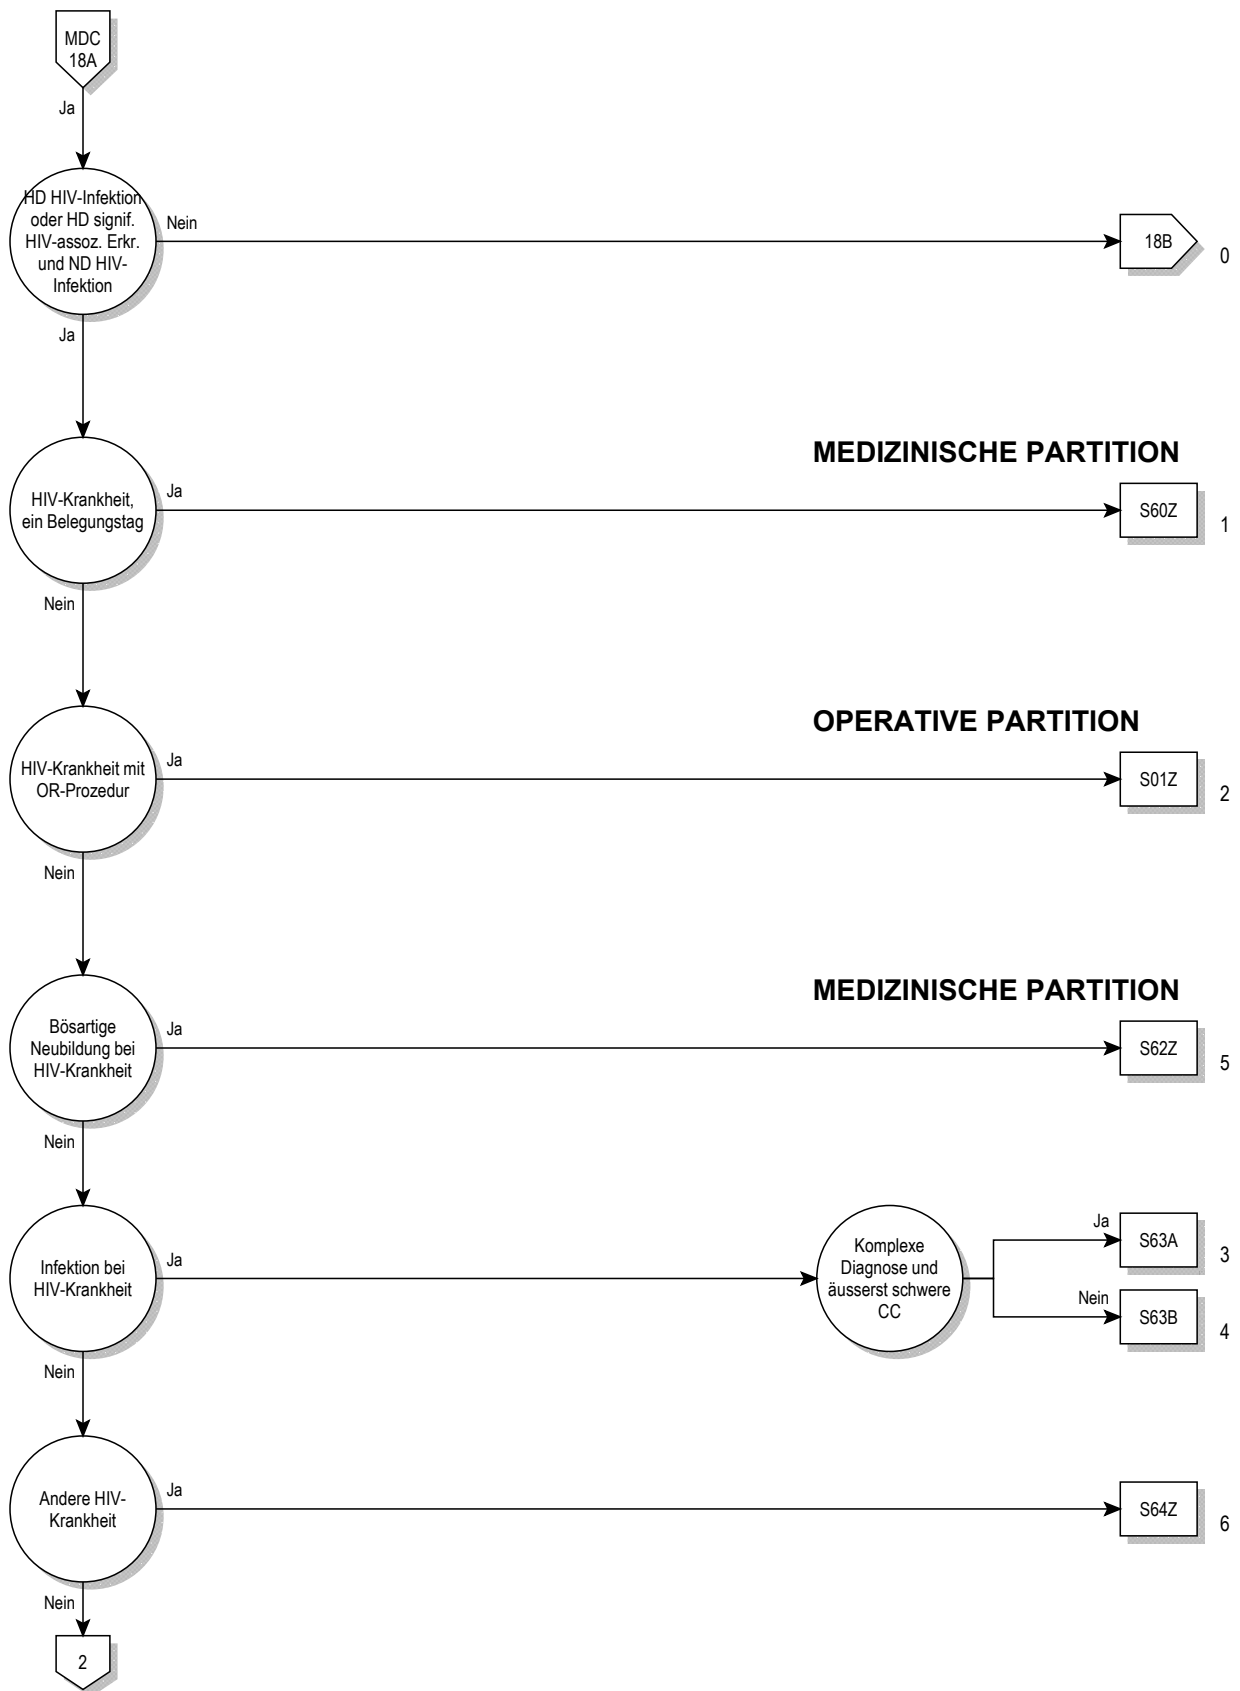 MDC
18A
Ja
HD HIV-Infektion
oder HD signif.
HIV-assoz. Erkr.
und ND HIV-
Infektion
Nein
18B
0
Ja
MEDIZINISCHE PARTITION
HIV-Krankheit,
ein Belegungstag
Ja
S60Z
1
Nein
OPERATIVE PARTITION
HIV-Krankheit mit
OR-Prozedur
Ja
S01Z
2
Nein
MEDIZINISCHE PARTITION
Bösartige
Neubildung bei
HIV-Krankheit
Ja
S62Z
5
Nein
Infektion bei
HIV-Krankheit
Ja
Komplexe
Diagnose und
äusserst schwere
CC
Ja
S63A
3
Nein
S63B
4
Nein
Andere HIV-
Krankheit
Ja
S64Z
6
Nein
2